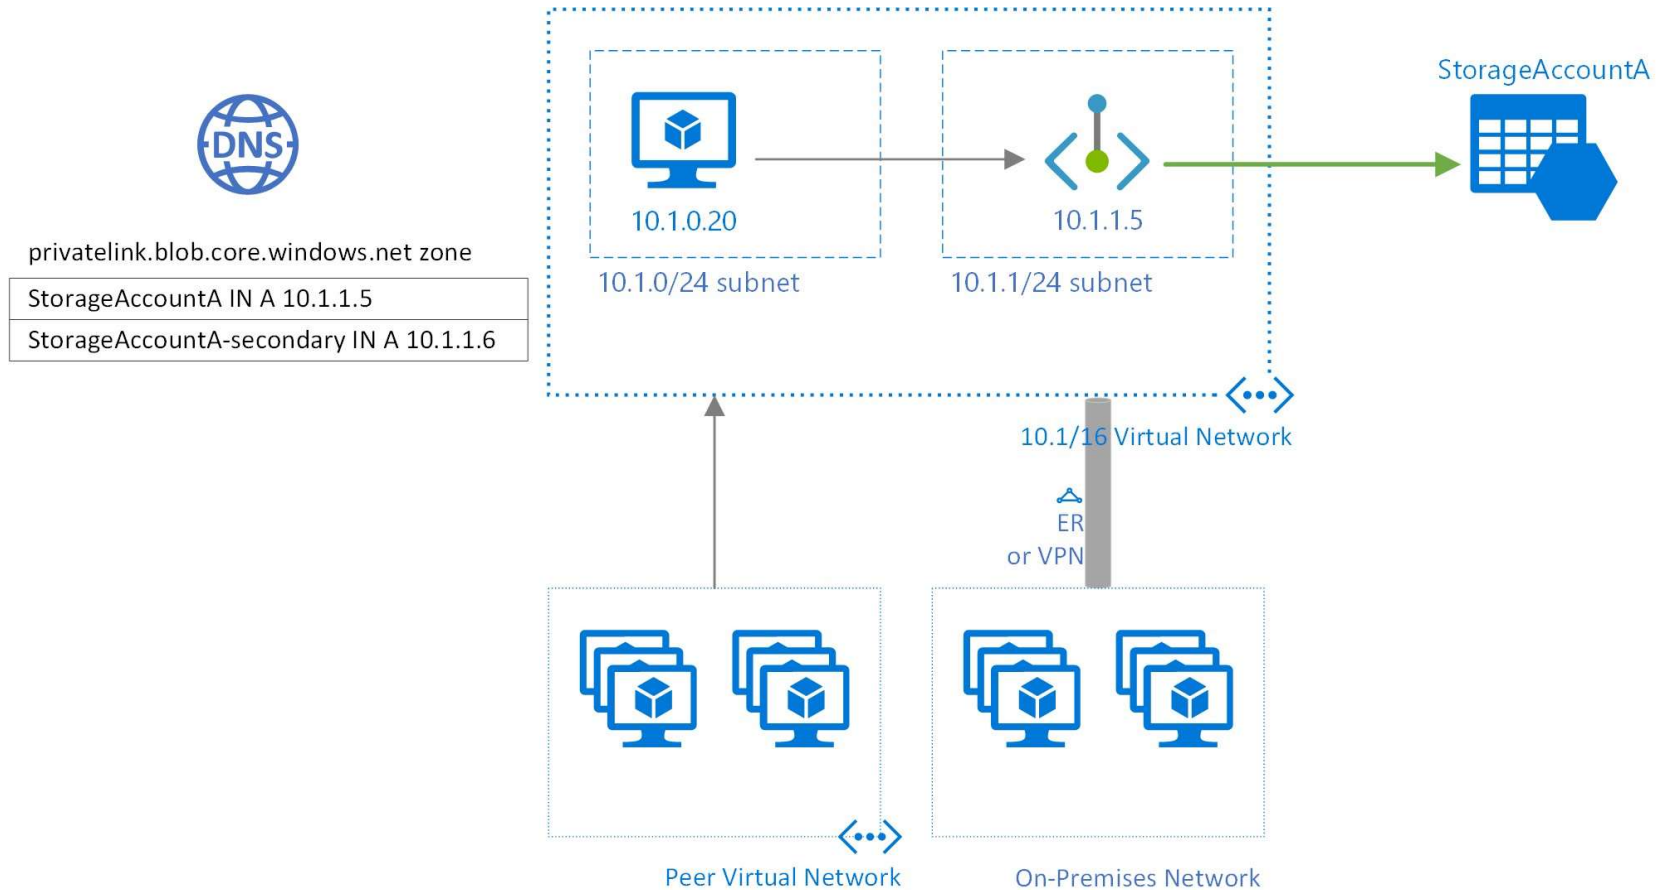 DNS
privatelink.blob.core.windows.net zone
StorageAccountA IN A 10.1.1.5
StorageAccountA-secondary IN A 10.1.1.6
10.1.0.20
10.1.0/24 subnet
10.1.1.5
10.1.1/24 subnet
StorageAccountA
10.1/16 Virtual Network
ER
or VPN
Peer Virtual Network
On-Premises Network